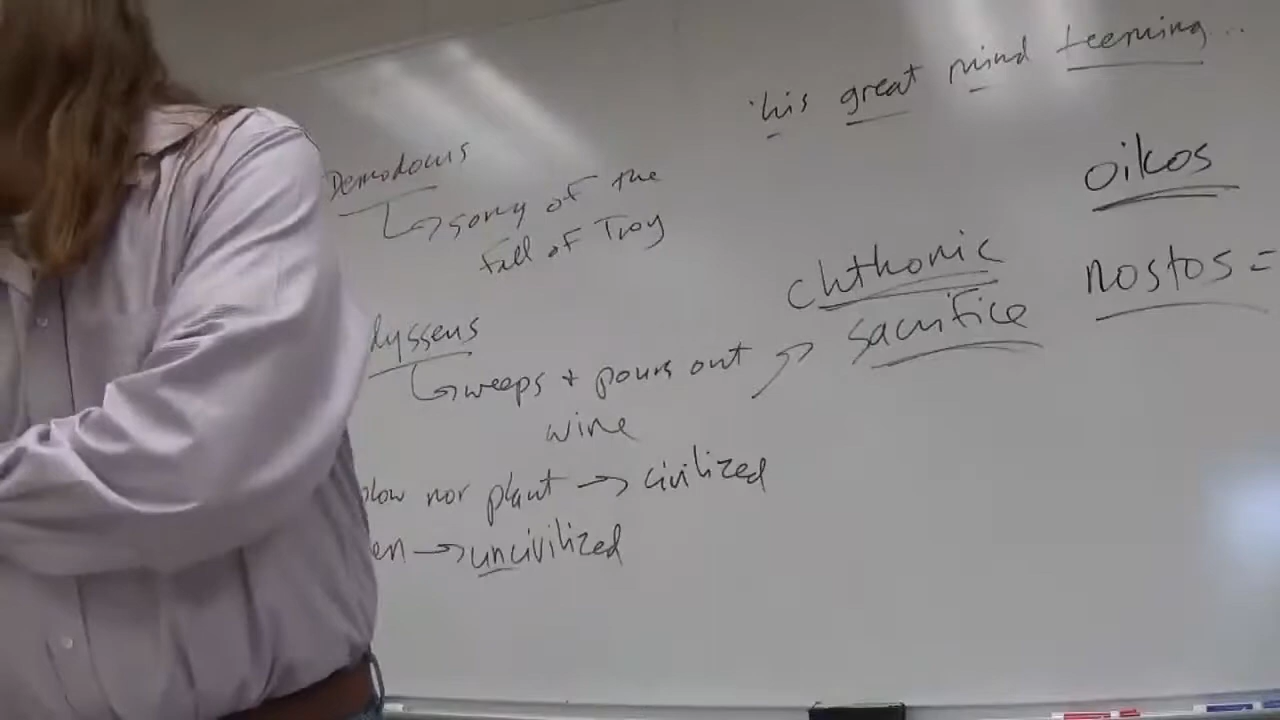 'his great mind teeming...
Demodocus
↳ song of the
fall of Troy
oikos
chthonic
sacrifice
nostos =
dysseus
↳ weeps + pours out →
wine
plow nor plant → civilized
en → uncivilized